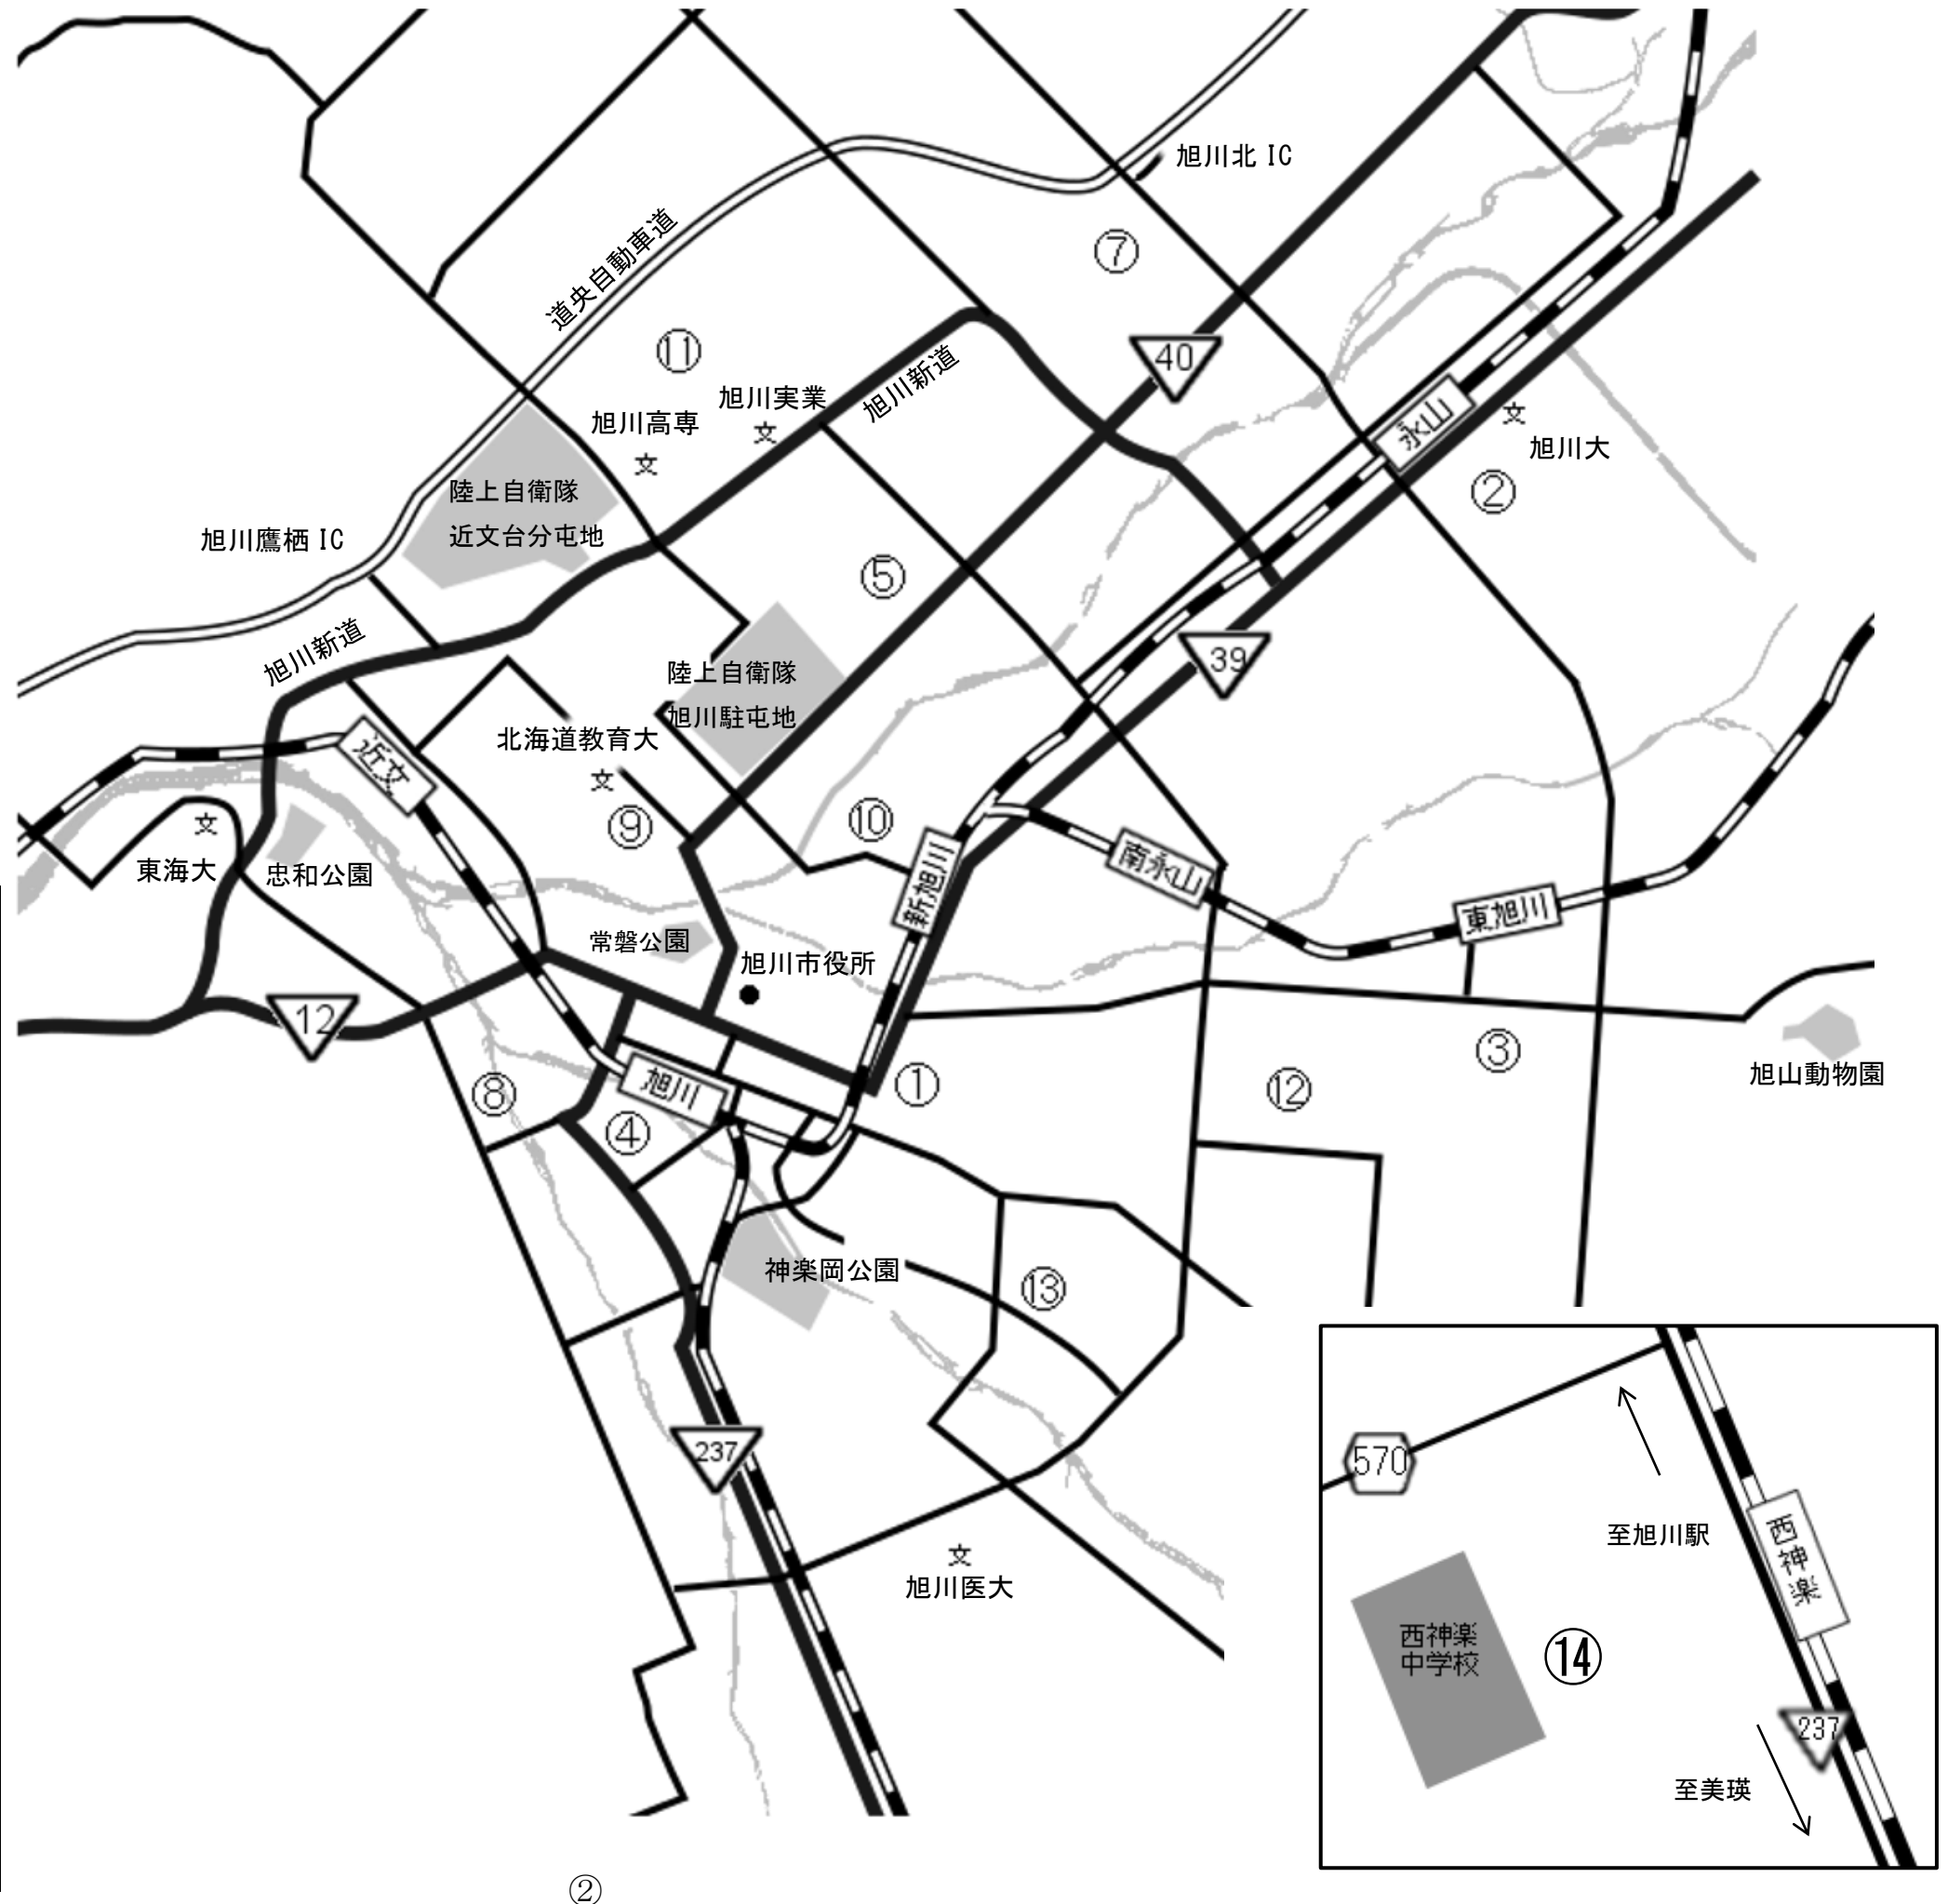 旭川北 IC
道央自動車道
⑦
⑪
40
旭川実業
文
旭川新道
旭川高専
文
永山
文
旭川大
②
陸上自衛隊
近文台分屯地
旭川鷹栖 IC
⑤
旭川新道
39
陸上自衛隊
旭川駐屯地
北海道教育大
文
近文
⑨
⑩
文
東海大
忠和公園
新旭川
南永山
東旭川
常磐公園
旭川市役所
12
③
旭山動物園
①
⑫
⑧
旭川
④
神楽岡公園
⑬
237
文
旭川医大
570
至旭川駅
西神楽
西神楽
中学校
⑭
237
至美瑛
②